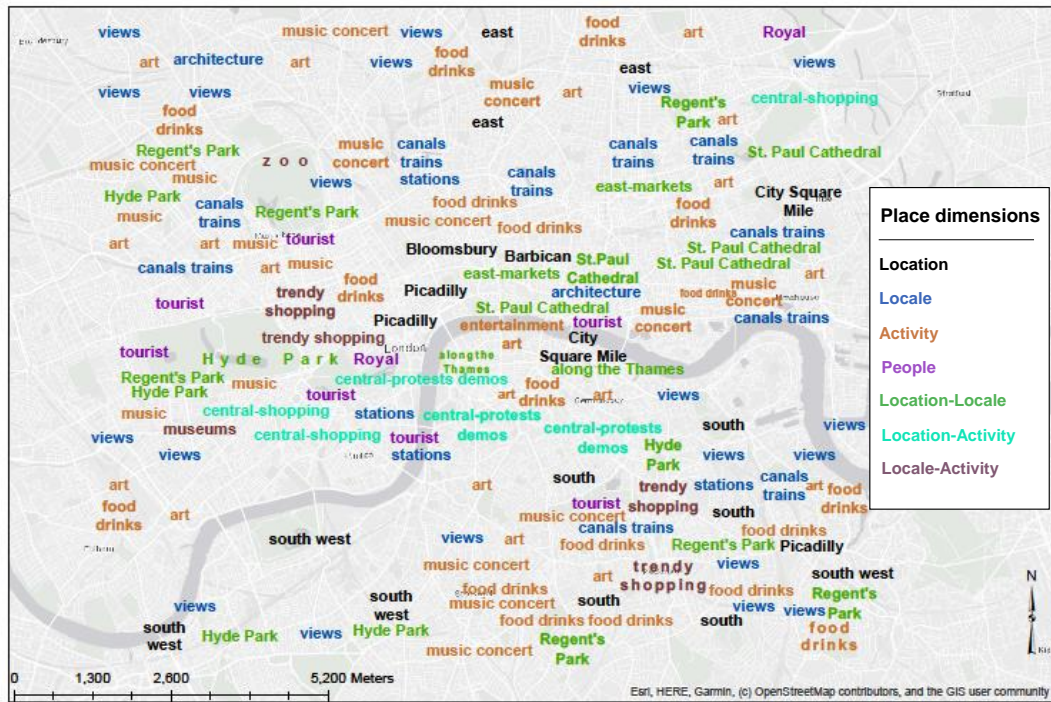 views
music concert
views
east
food
drinks
art
Royal
art
architecture
art
views
food
drinks
east
views
views
views
music
concert
art
views
Regent's
Park
central-shopping
Stratford
food
drinks
east
art
Regent's Park
zoo
music
concert
canals
trains
stations
canals
trains
canals
trains
St. Paul Cathedral
music concert
music
views
canals
trains
east-markets
art
City Square
Mile
Hyde Park
canals
trains
Regent's Park
food drinks
music concert
food drinks
food
drinks
music
canals trains
art
art
music
tourist
Bloomsbury
Barbican
St.Paul
Cathedral
St. Paul Cathedral
St. Paul Cathedral
canals trains
art
music
food
drinks
east-markets
art
tourist
trendy
shopping
Picadilly
architecture
food drinks
music
concert
St. Paul Cathedral
music
concert
canals trains
Picadilly
entertainment
tourist
trendy shopping
London
art
City
Square Mile
tourist
Hyde Park
Royal
along the
Thames
along the Thames
Regent's Park
Hyde Park
music
central-protests demos
tourist
art
food
drinks
art
views
music
central-shopping
stations
central-protests
demos
central-protests
demos
south
views
museums
views
central-shopping
tourist
stations
Hyde
Park
views
views
views
art
art
south
trendy
shopping
stations
canals
trains
art
food
drinks
food
drinks
art
tourist
music concert
south
canals trains
food drinks
south west
views
art
food drinks
Regent's Park
Picadilly
music concert
art
trendy
shopping
views
south west
food drinks
music concert
south
food drinks
Regent's
Park
views
south
west
views
views
south
west
Hyde Park
views
Hyde Park
food drinks
food drinks
south
food
drinks
music concert
Regent's
Park
Place dimensions
Location
Locale
Activity
People
Location-Locale
Location-Activity
Locale-Activity
N
0
1,300
2,600
5,200 Meters
Esri, HERE, Garmin, (c) OpenStreetMap contributors, and the GIS user community